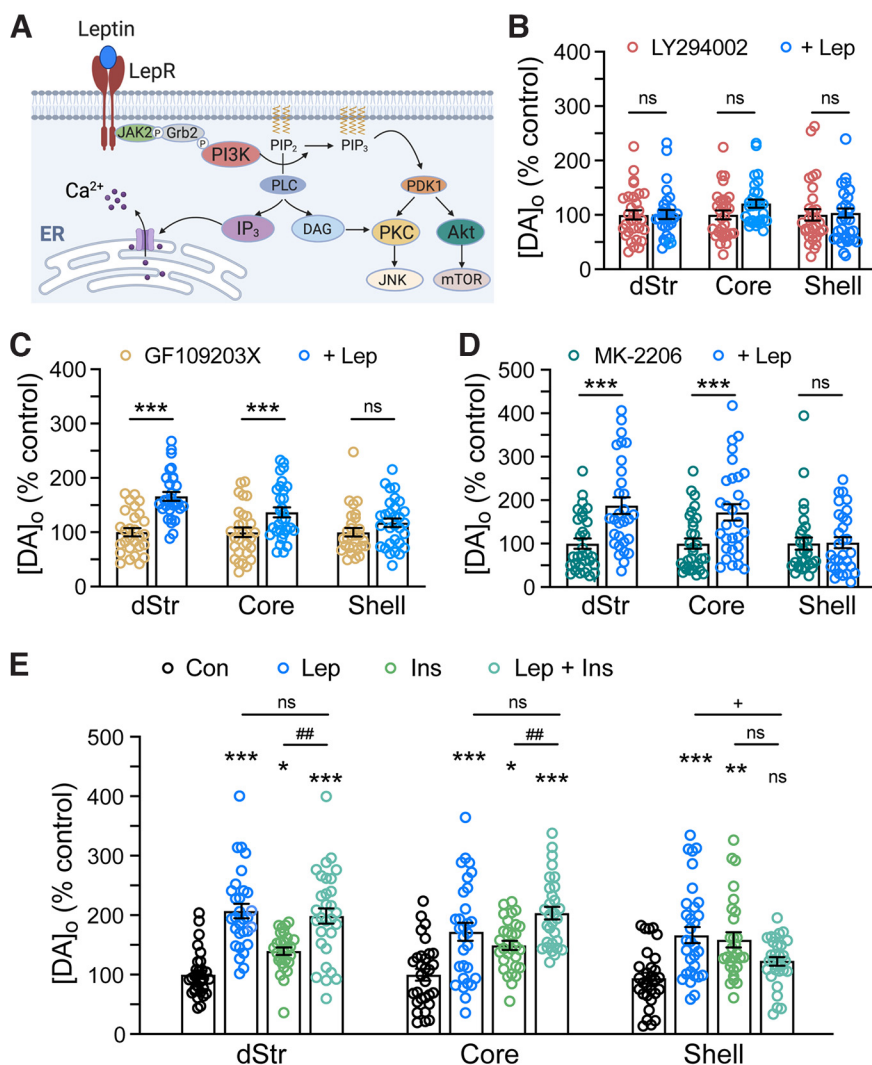 A
Leptin
LepR
JAK2
P
Grb2
P
PI3K
PIP₂
PIP₃
PLC
PDK1
Ca²⁺
IP₃
DAG
PKC
Akt
ER
JNK
mTOR
B
LY294002
+ Lep
[DA]ₒ (% control)
400
300
200
100
0
ns
ns
ns
dStr
Core
Shell
C
GF109203X
+ Lep
[DA]ₒ (% control)
400
300
200
100
0
***
***
ns
dStr
Core
Shell
D
MK-2206
+ Lep
[DA]ₒ (% control)
500
400
300
200
100
0
***
***
ns
dStr
Core
Shell
E
Con
Lep
Ins
Lep + Ins
[DA]ₒ (% control)
500
400
300
200
100
0
ns
##
***
*
***
ns
##
***
*
***
+
ns
***
**
ns
dStr
Core
Shell